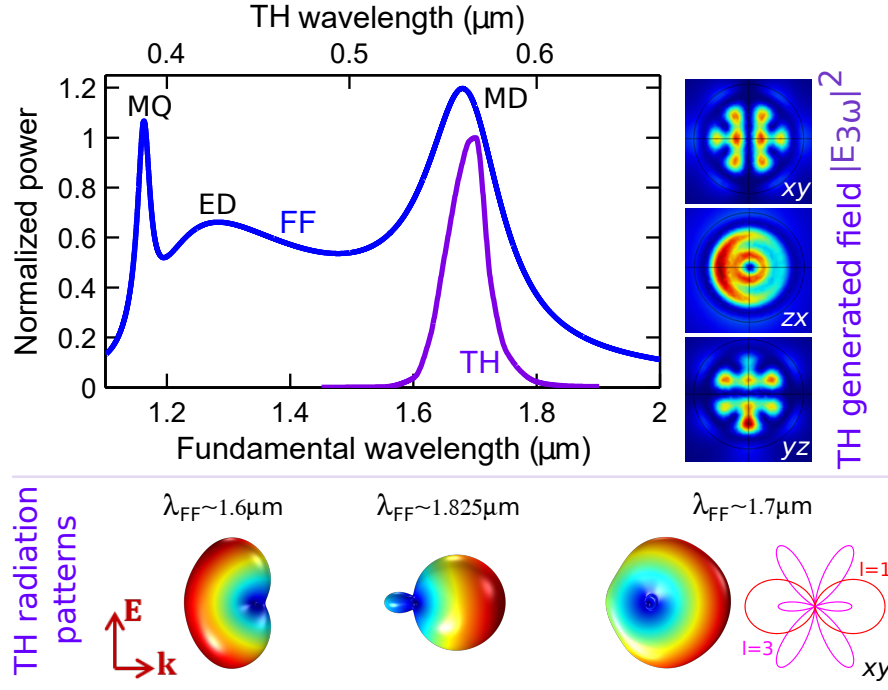 TH wavelength (μm)
0.4 0.5 0.6
Normalized power
1.2
1
0.8
0.6
0.4
0.2
0
MQ
ED
FF
MD
TH
1.2 1.4 1.6 1.8 2
Fundamental wavelength (μm)
xy
zx
yz
TH generated field |E3ω|²
TH radiation
patterns
E
k
λFF~1.6μm
λFF~1.825μm
λFF~1.7μm
l=1
l=3
xy